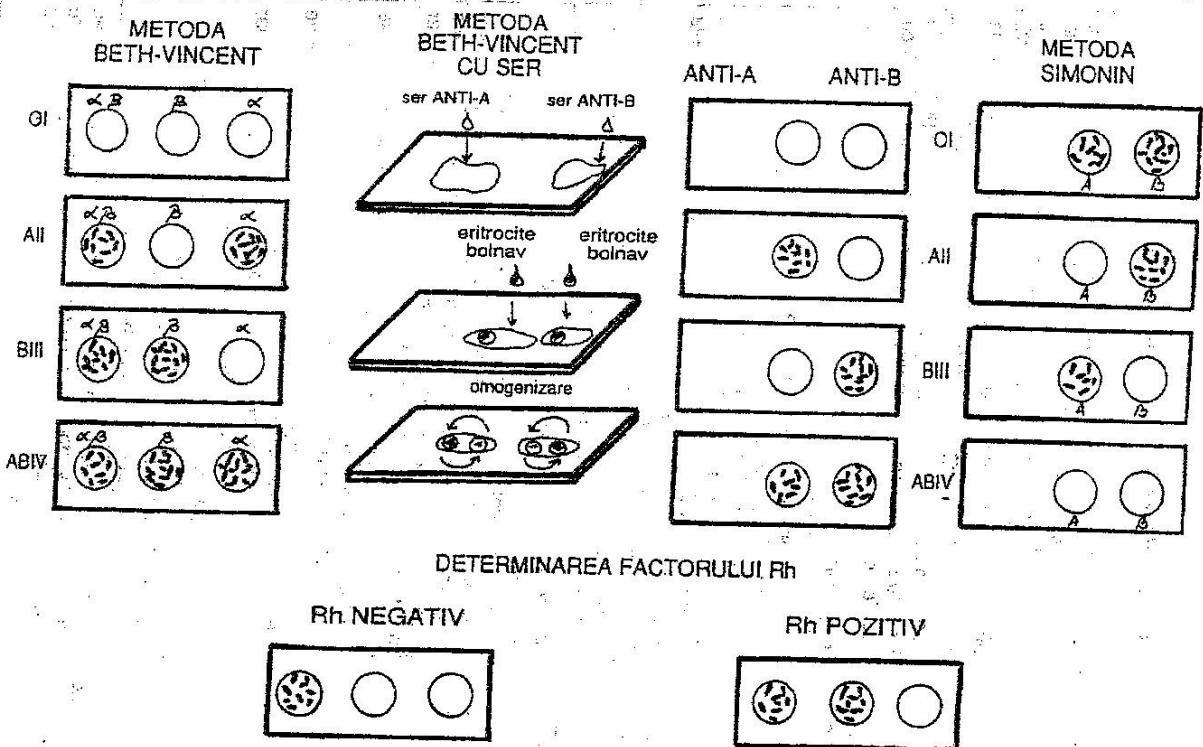 METODA
BETH-VINCENT
GI
α β
β
α
AII
α β
β
α
BIII
α β
β
α
ABIV
α β
β
α
METODA
BETH-VINCENT
CU SER
ser ANTI-A
ser ANTI-B
eritrocite
bolnav
eritrocite
bolnav
omogenizare
ANTI-A
ANTI-B
METODA
SIMONIN
OI
A
B
AII
A
B
BIII
A
B
ABIV
A
B
DETERMINAREA FACTORULUI Rh
Rh NEGATIV
Rh POZITIV